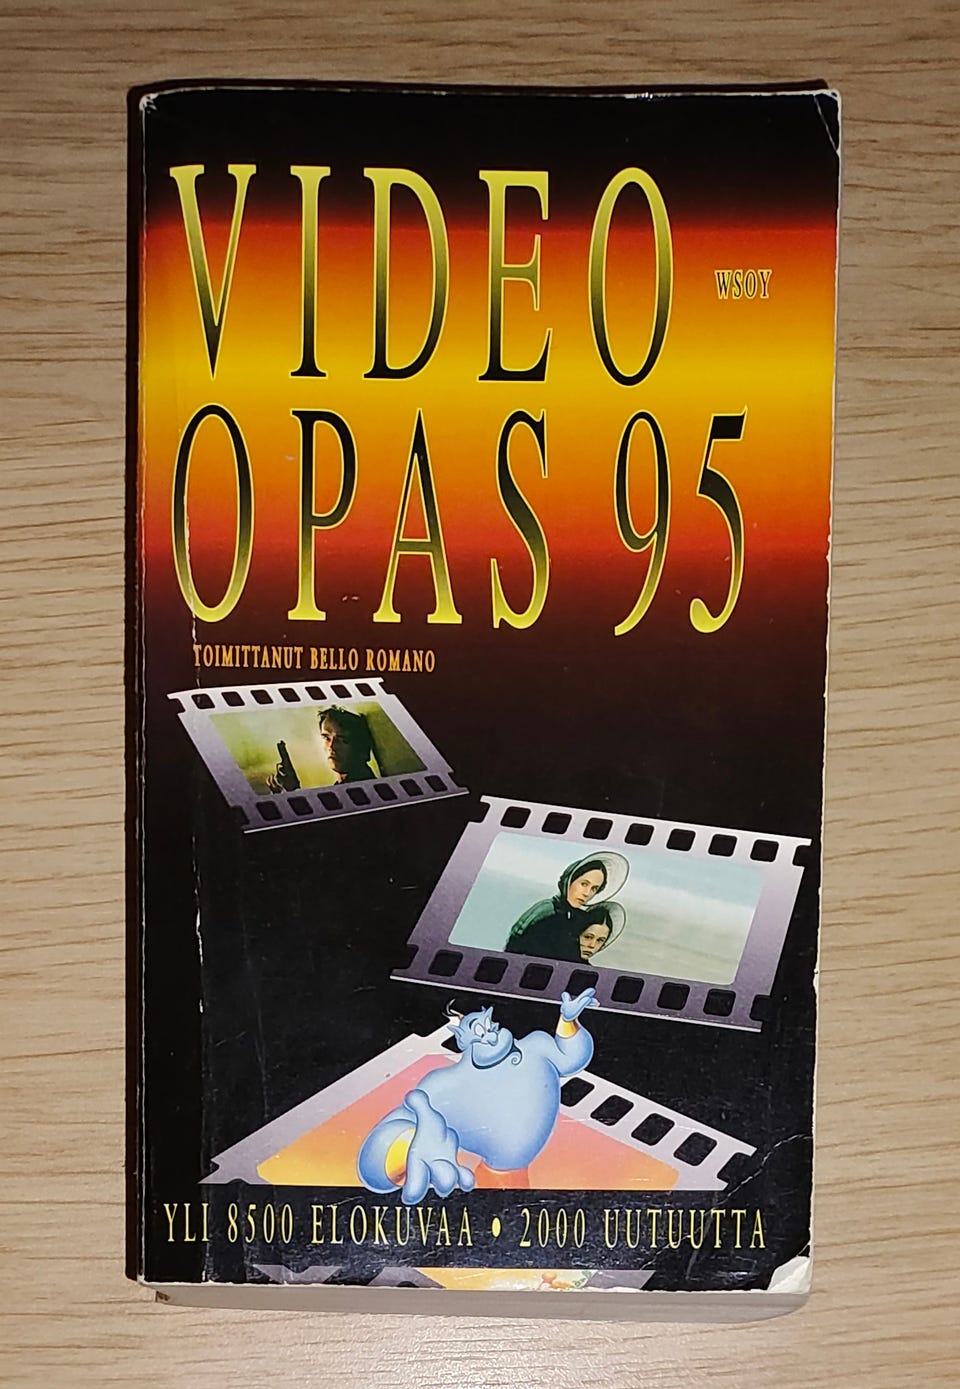 VIDEO
WSOY
OPAS 95
TOIMITTANUT BELLO ROMANO
YLI 8500 ELOKUVAA • 2000 UUTUUTTA